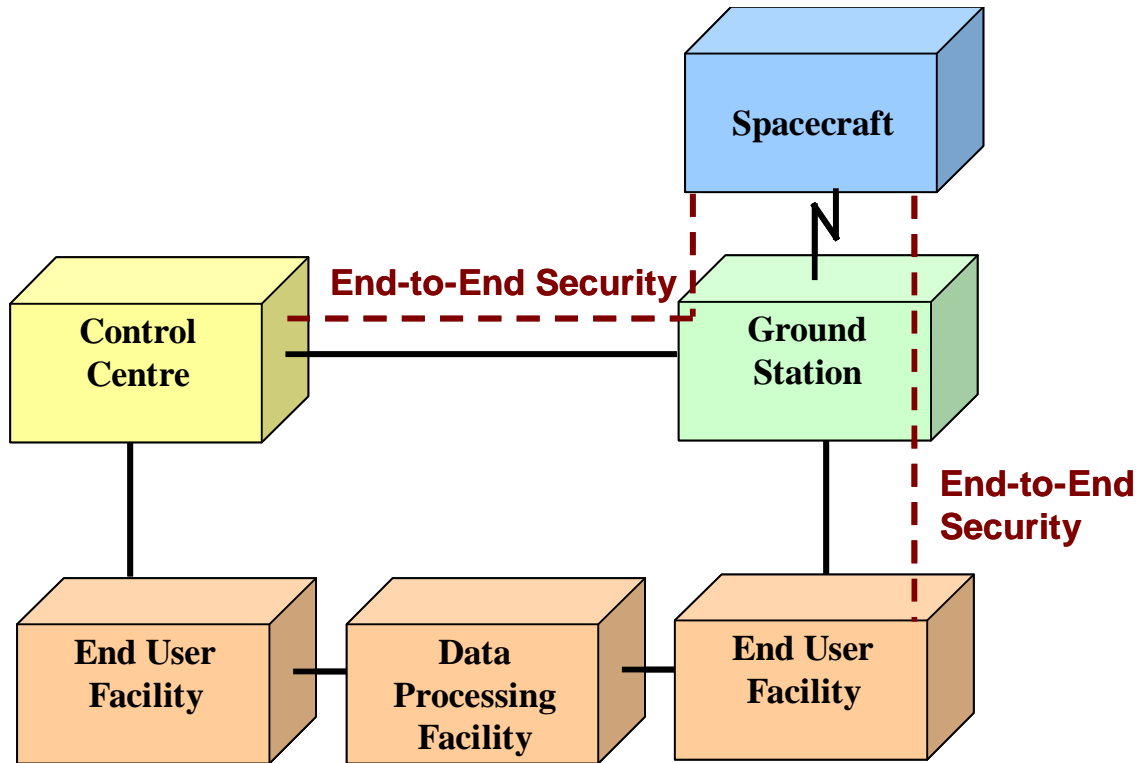 Spacecraft
End-to-End Security
Control
Centre
Ground
Station
End-to-End
Security
End User
Facility
Data
Processing
Facility
End User
Facility